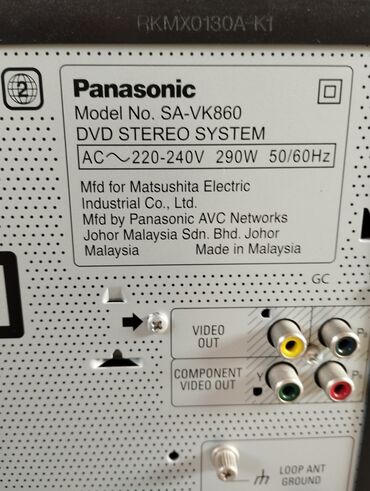 RKMX0130A-K1
2
Panasonic
Model No. SA-VK860
DVD STEREO SYSTEM
AC~220-240V 290W 50/60Hz
Mfd for Matsushita Electric
Industrial Co., Ltd.
Mfd by Panasonic AVC Networks
Johor Malaysia Sdn. Bhd. Johor
Malaysia Made in Malaysia
GC
VIDEO
OUT
COMPONENT
VIDEO OUT
Y
LOOP ANT
GROUND